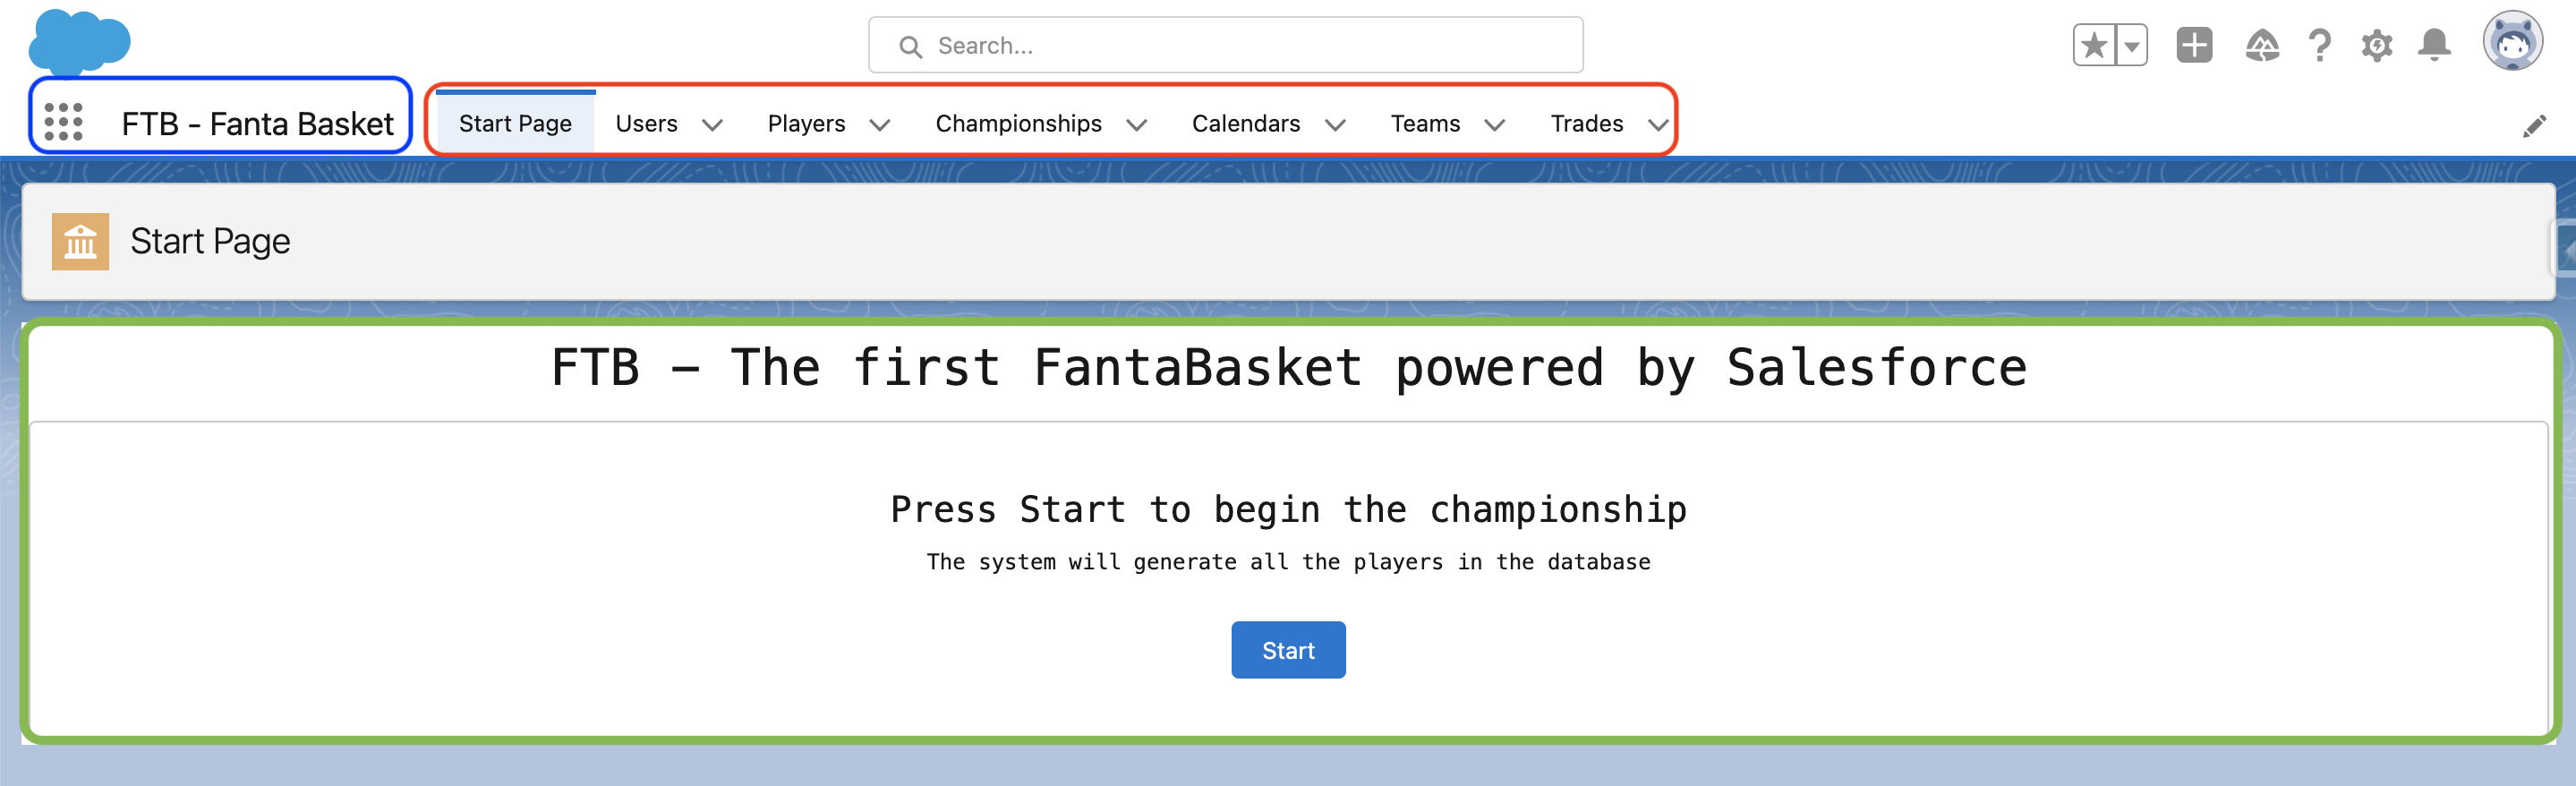 Search...
FTB - Fanta Basket
Start Page Users Players Championships Calendars Teams Trades
Start Page
FTB – The first FantaBasket powered by Salesforce
Press Start to begin the championship
The system will generate all the players in the database
Start